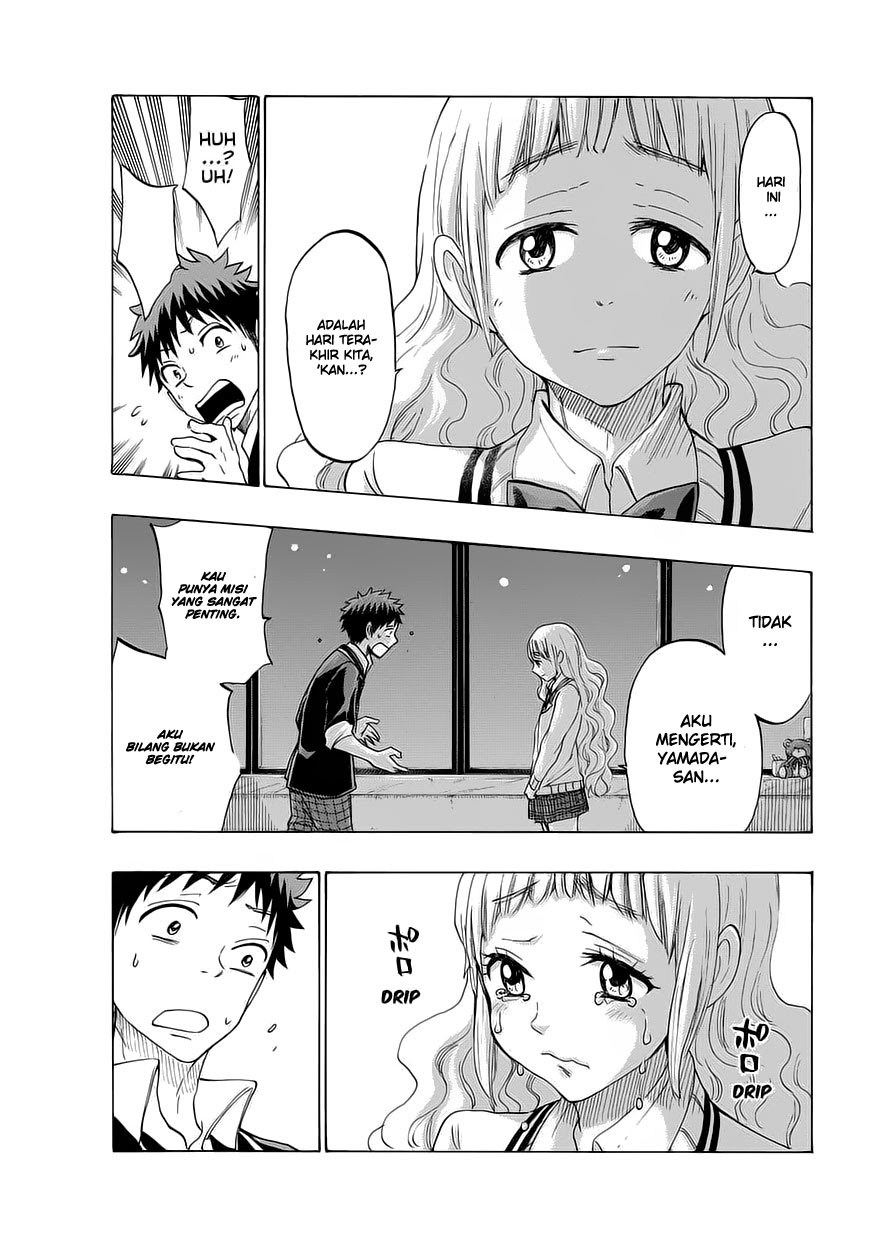 HARI
INI
...
ADALAH
HARI TERA-
KHIR KITA,
'KAN...?
HUH
...?
UH!
TIDAK
...
AKU
MENGERTI,
YAMADA-
SAN...
KAU
PUNYA MISI
YANG SANGAT
PENTING.
AKU
BILANG BUKAN
BEGITU!
ポロ
DRIP
ポロ
DRIP